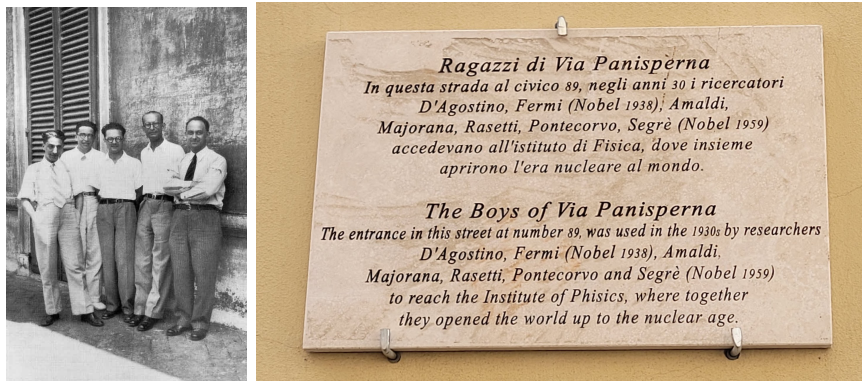 Ragazzi di Via Panisperna
In questa strada al civico 89, negli anni 30 i ricercatori
D'Agostino, Fermi (Nobel 1938), Amaldi,
Majorana, Rasetti, Pontecorvo, Segrè (Nobel 1959)
accedevano all'istituto di Fisica, dove insieme
aprirono l'era nucleare al mondo.
The Boys of Via Panisperna
The entrance in this street at number 89, was used in the 1930s by researchers
D'Agostino, Fermi (Nobel 1938), Amaldi,
Majorana, Rasetti, Pontecorvo and Segrè (Nobel 1959)
to reach the Institute of Phisics, where together
they opened the world up to the nuclear age.